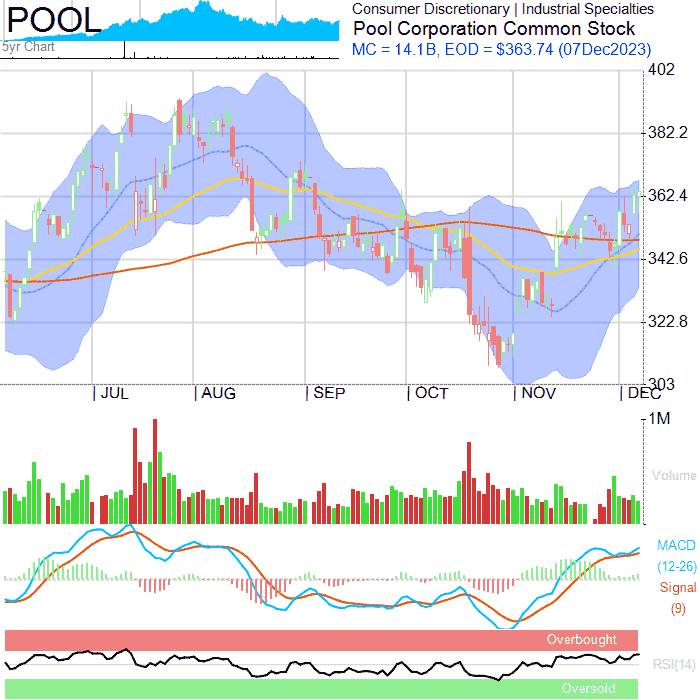 POOL
5yr Chart
Consumer Discretionary | Industrial Specialties
Pool Corporation Common Stock
MC = 14.1B, EOD = $363.74 (07Dec2023)
402
382.2
362.4
342.6
322.8
303
JUL
AUG
SEP
OCT
NOV
DEC
1M
Volume
MACD
(12-26)
Signal
(9)
Overbought
RSI(14)
Oversold